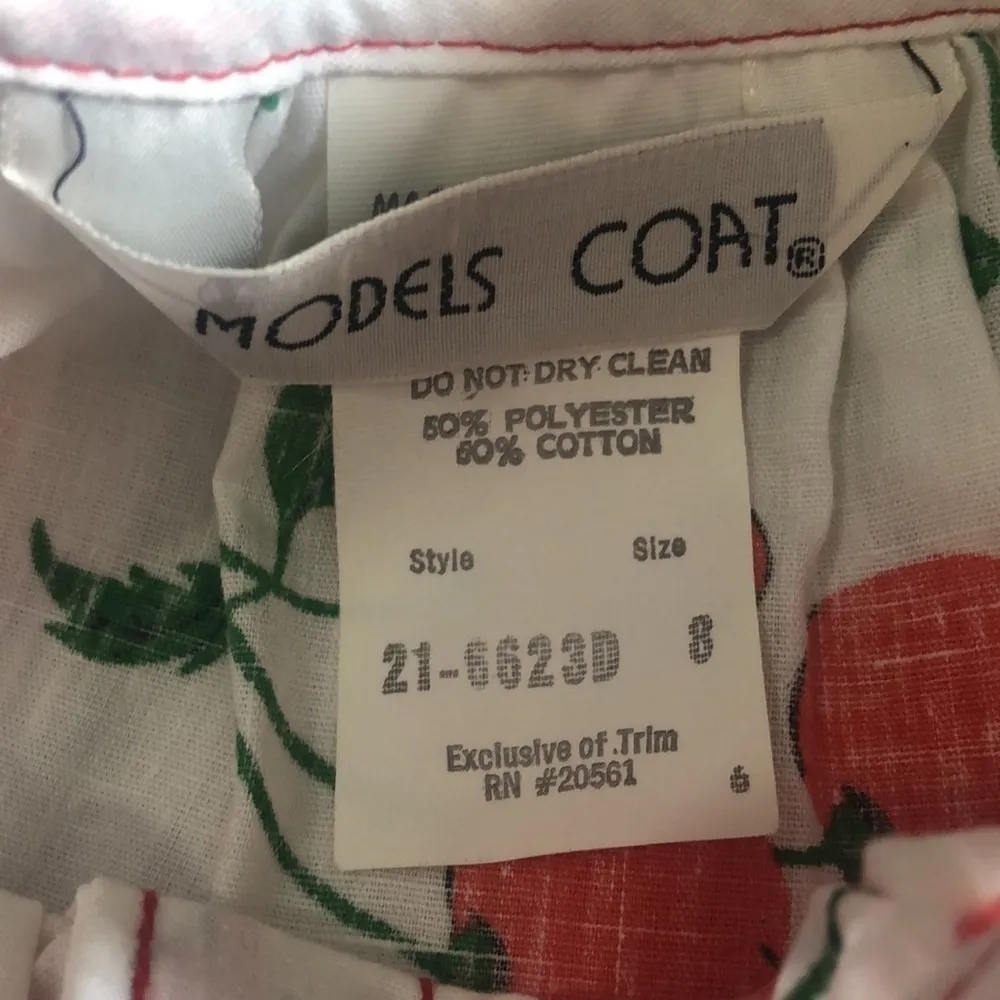 MODELS COAT®
DO NOT DRY CLEAN
50% POLYESTER
50% COTTON
Style Size
21-6623D 8
Exclusive of Trim
RN #20561